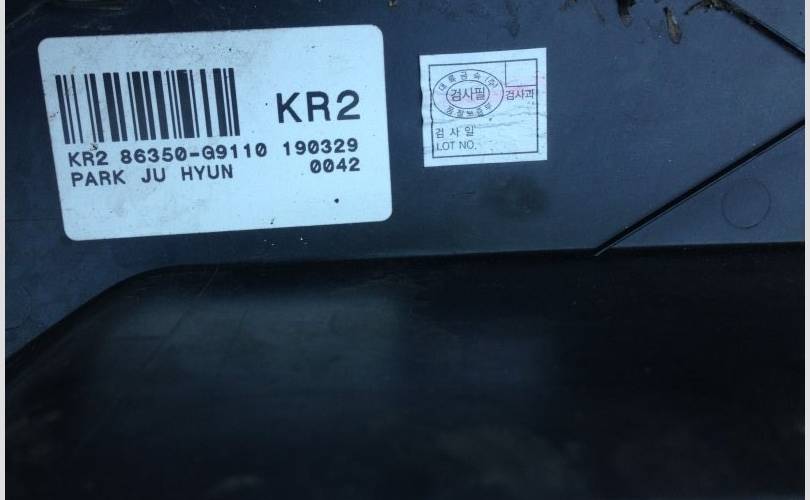 KR2
KR2 86350-G9110 190329
PARK JU HYUN 0042
검사필
검사과
검 사 일
LOT NO.